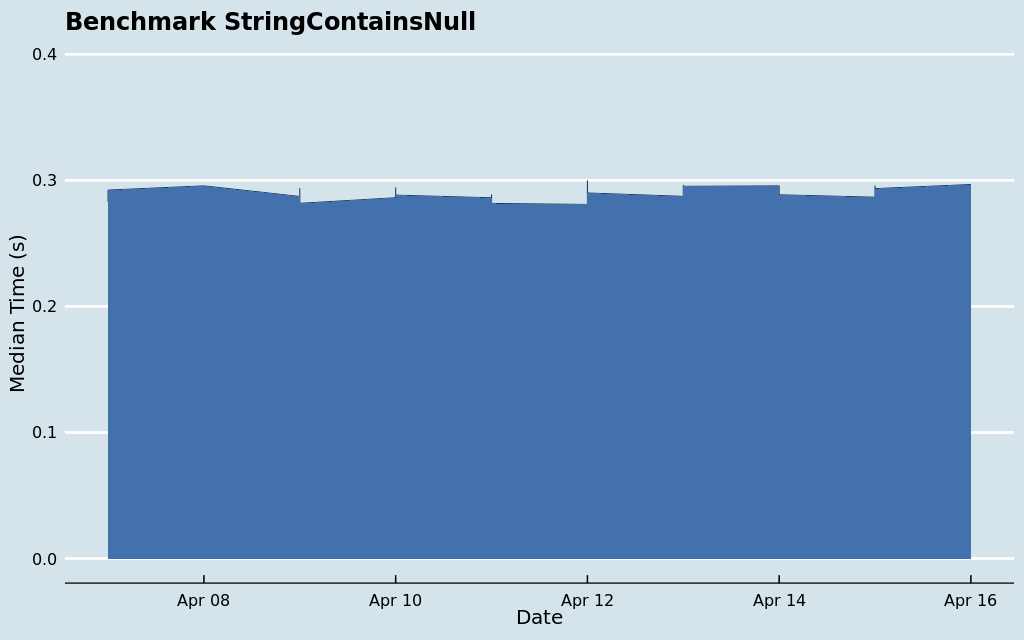 Benchmark StringContainsNull
0.4
0.3
0.2
0.1
0.0
Median Time (s)
Apr 08
Apr 10
Apr 12
Apr 14
Apr 16
Date